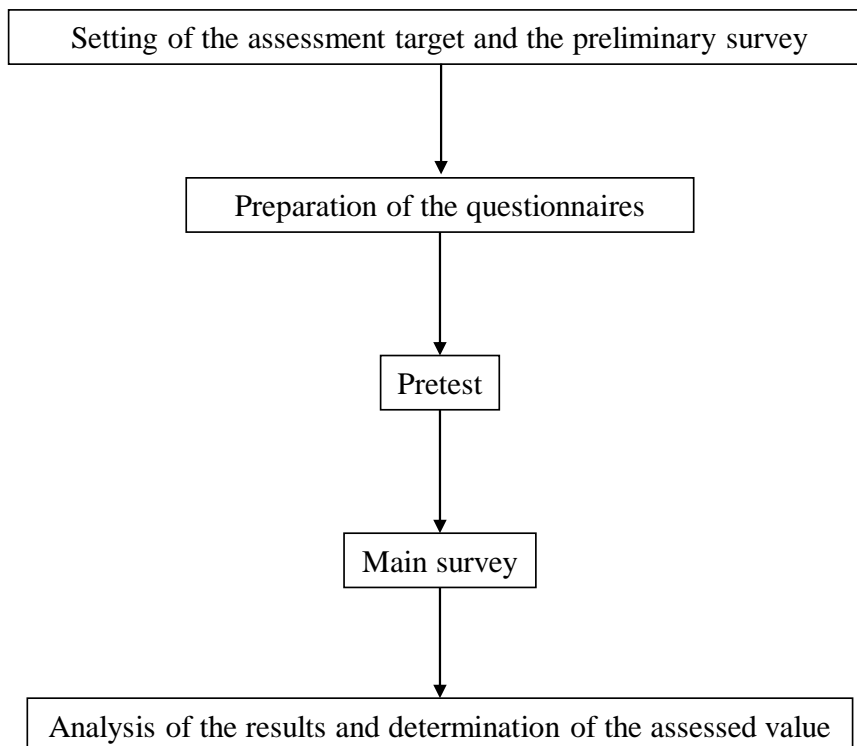 Setting of the assessment target and the preliminary survey
Preparation of the questionnaires
Pretest
Main survey
Analysis of the results and determination of the assessed value